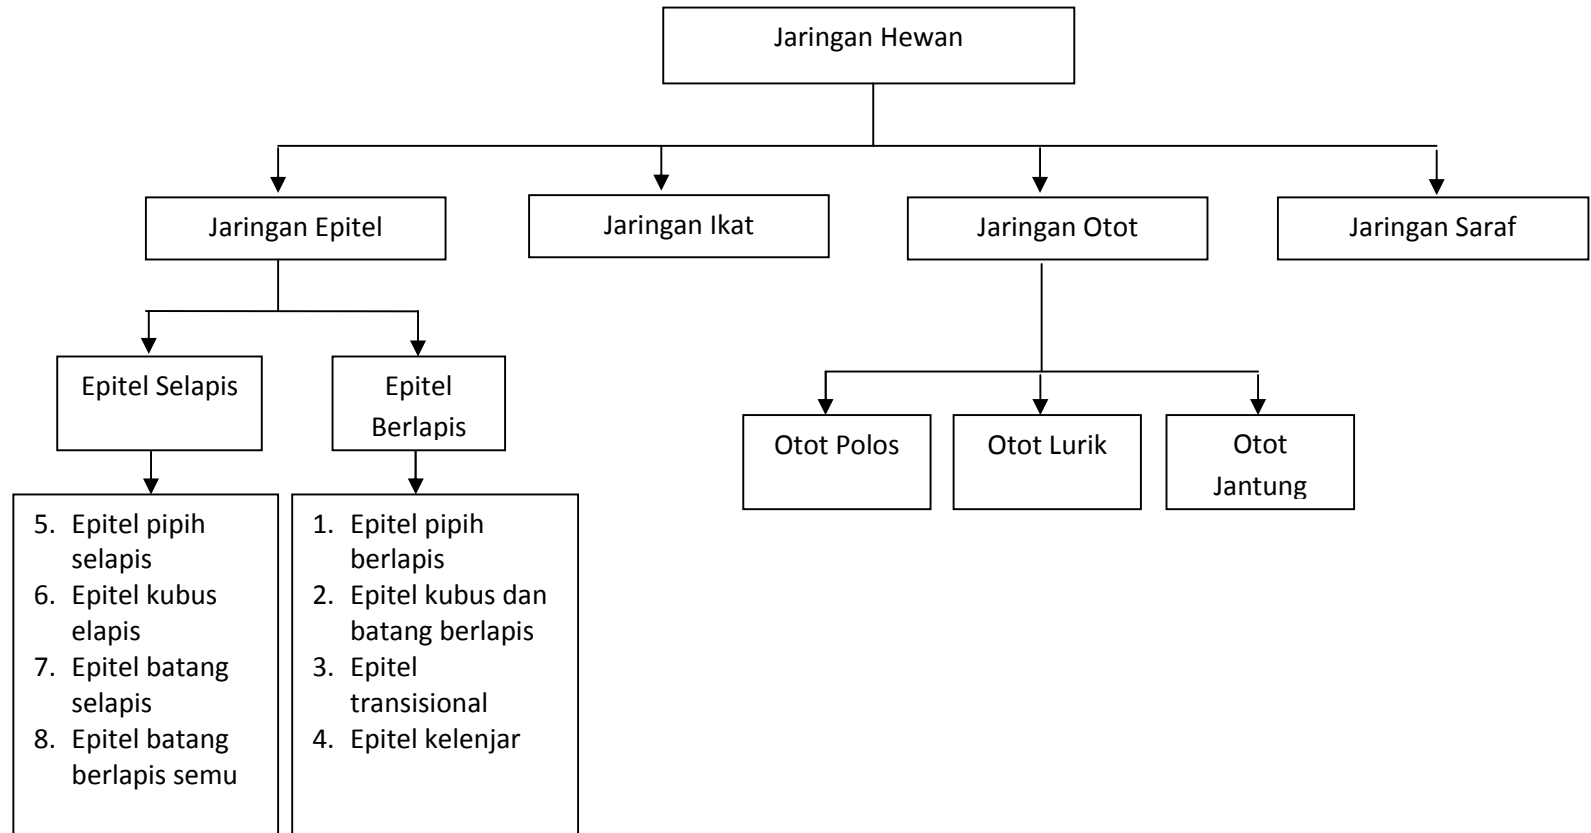 Jaringan Hewan
Jaringan Epitel
Jaringan Ikat
Jaringan Otot
Jaringan Saraf
Epitel Selapis
Epitel
Berlapis
Otot Polos
Otot Lurik
Otot
Jantung
5. Epitel pipih
selapis
6. Epitel kubus
elapis
7. Epitel batang
selapis
8. Epitel batang
berlapis semu
1. Epitel pipih
berlapis
2. Epitel kubus dan
batang berlapis
3. Epitel
transisional
4. Epitel kelenjar